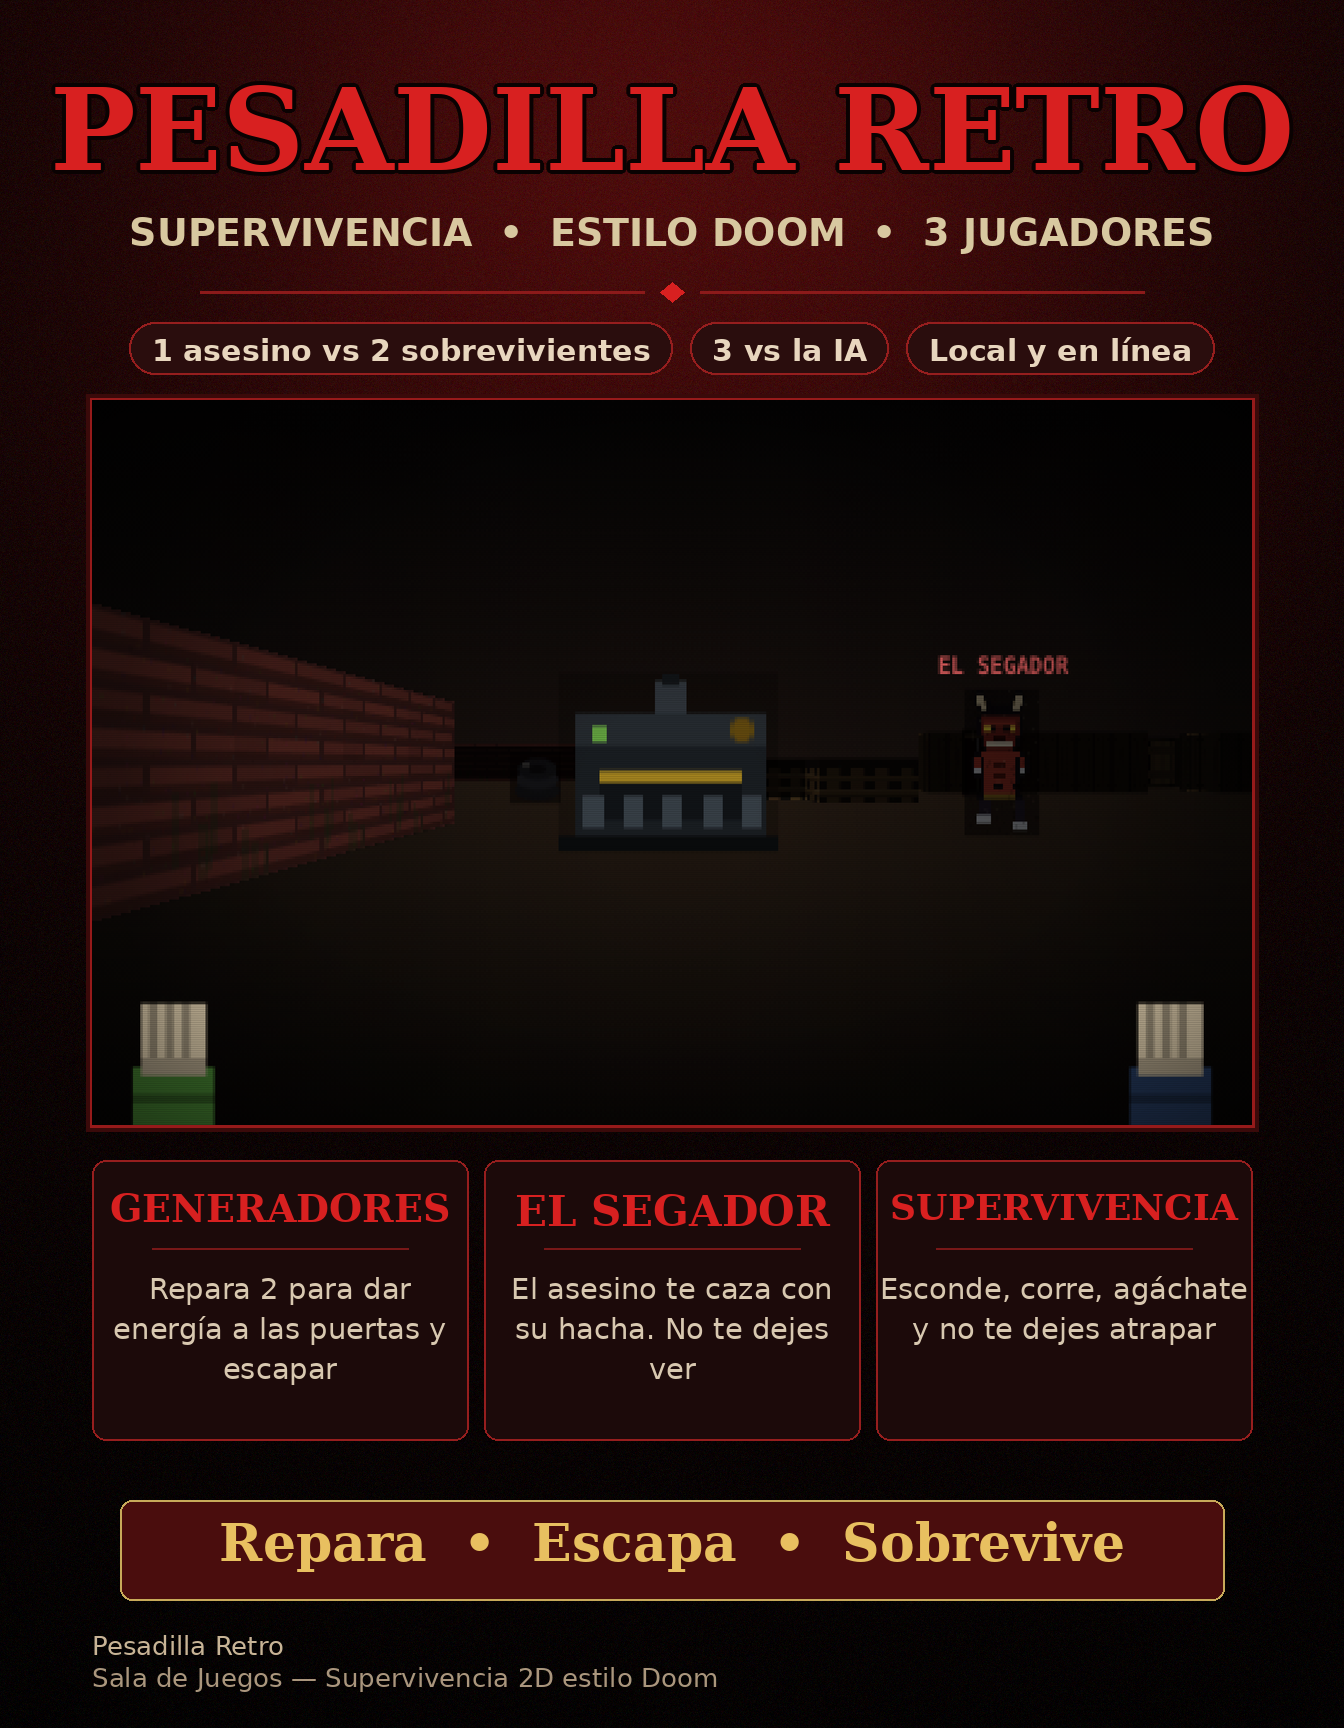 PESADILLA RETRO
SUPERVIVENCIA • ESTILO DOOM • 3 JUGADORES
1 asesino vs 2 sobrevivientes
3 vs la IA
Local y en línea
EL SEGADOR
GENERADORES
Repara 2 para dar
energía a las puertas y
escapar
EL SEGADOR
El asesino te caza con
su hacha. No te dejes
ver
SUPERVIVENCIA
Esconde, corre, agáchate
y no te dejes atrapar
Repara • Escapa • Sobrevive
Pesadilla Retro
Sala de Juegos — Supervivencia 2D estilo Doom